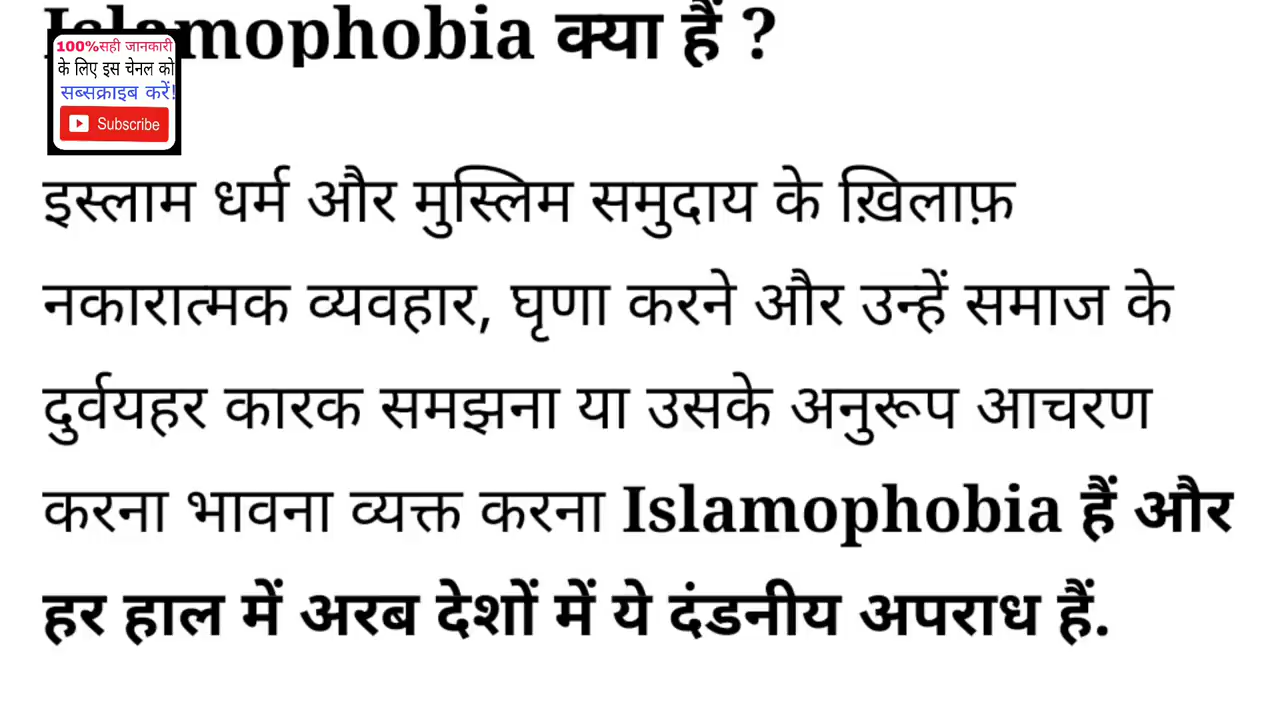 Islamophobia क्या हैं ?
100%सही जानकारी
के लिए इस चेनल को
सब्सक्राइब करें!
Subscribe
इस्लाम धर्म और मुस्लिम समुदाय के ख़िलाफ़
नकारात्मक व्यवहार, घृणा करने और उन्हें समाज के
दुर्वयहर कारक समझना या उसके अनुरूप आचरण
करना भावना व्यक्त करना Islamophobia हैं और
हर हाल में अरब देशों में ये दंडनीय अपराध हैं.